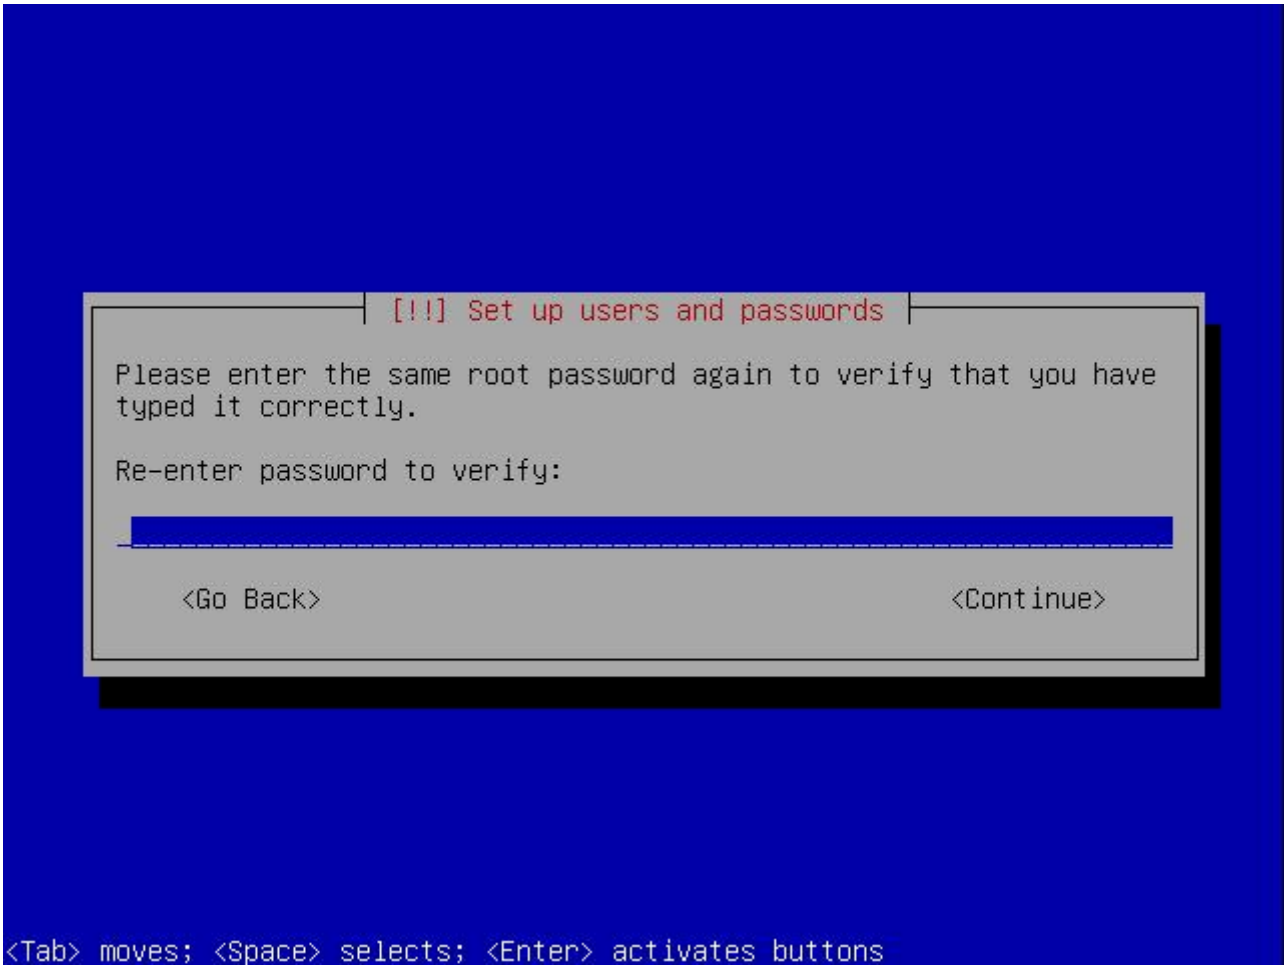 [!!] Set up users and passwords
Please enter the same root password again to verify that you have
typed it correctly.
Re-enter password to verify:
<Go Back> <Continue>
<Tab> moves; <Space> selects; <Enter> activates buttons